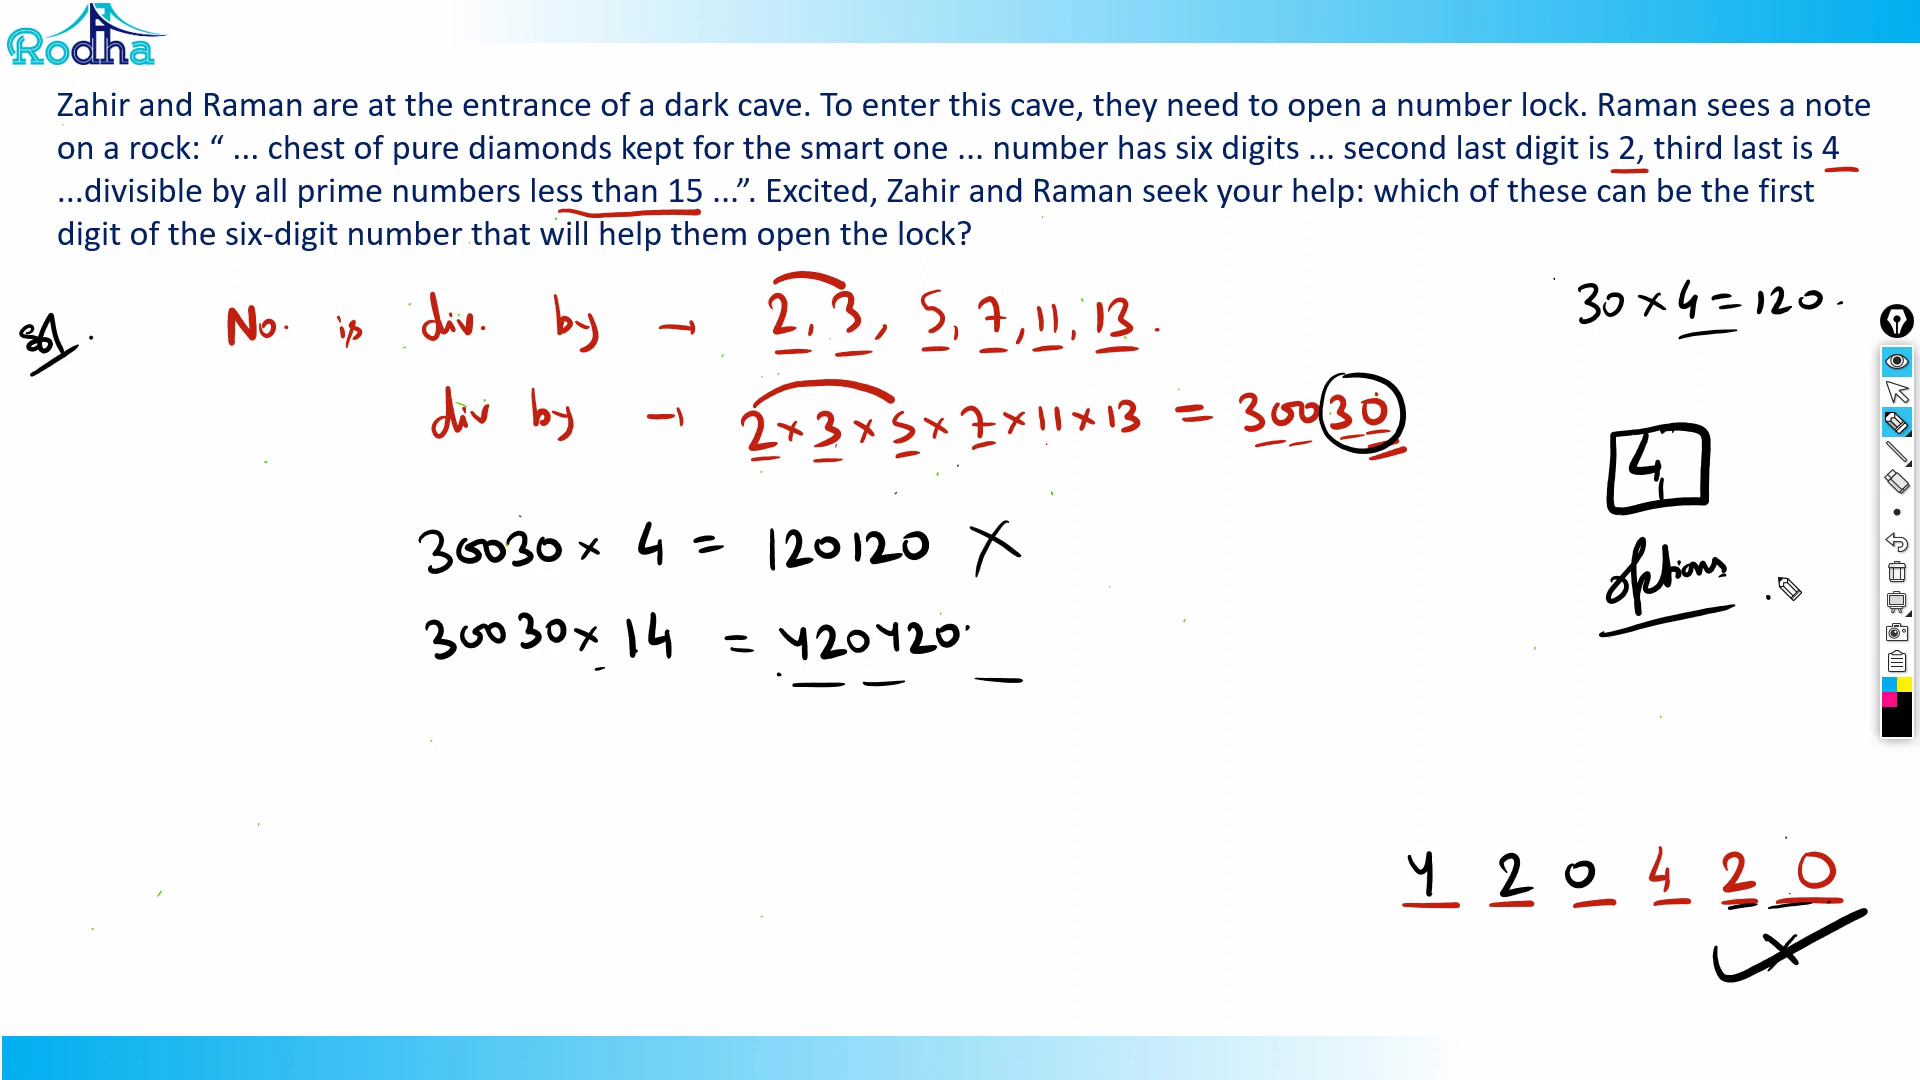 Rodha
Zahir and Raman are at the entrance of a dark cave. To enter this cave, they need to open a number lock. Raman sees a note
on a rock: “ ... chest of pure diamonds kept for the smart one ... number has six digits ... second last digit is 2, third last is 4
...divisible by all prime numbers less than 15 ...”. Excited, Zahir and Raman seek your help: which of these can be the first
digit of the six-digit number that will help them open the lock?
30 × 4 = 120.
Sol.
No. is div. by → 2, 3, 5, 7, 11, 13.
div by → 2 × 3 × 5 × 7 × 11 × 13 = 30030
4
30030 × 4 = 120120 X
options.
30030 × 14 = 420420.
4 2 0 4 2 0